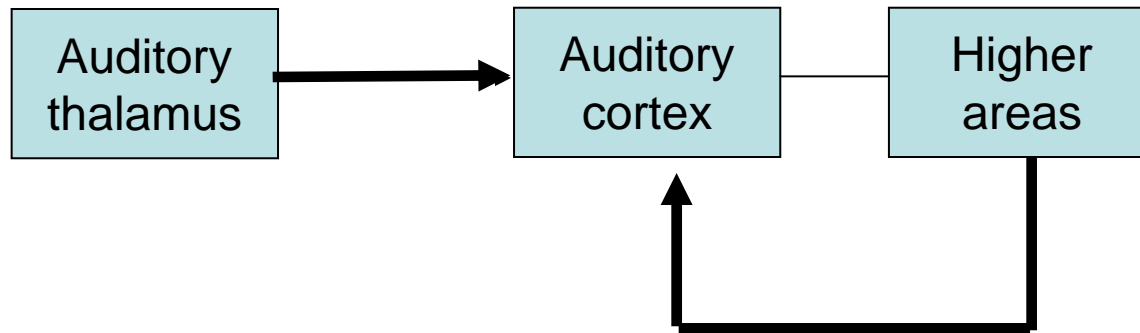 Auditory
thalamus
Auditory
cortex
Higher
areas